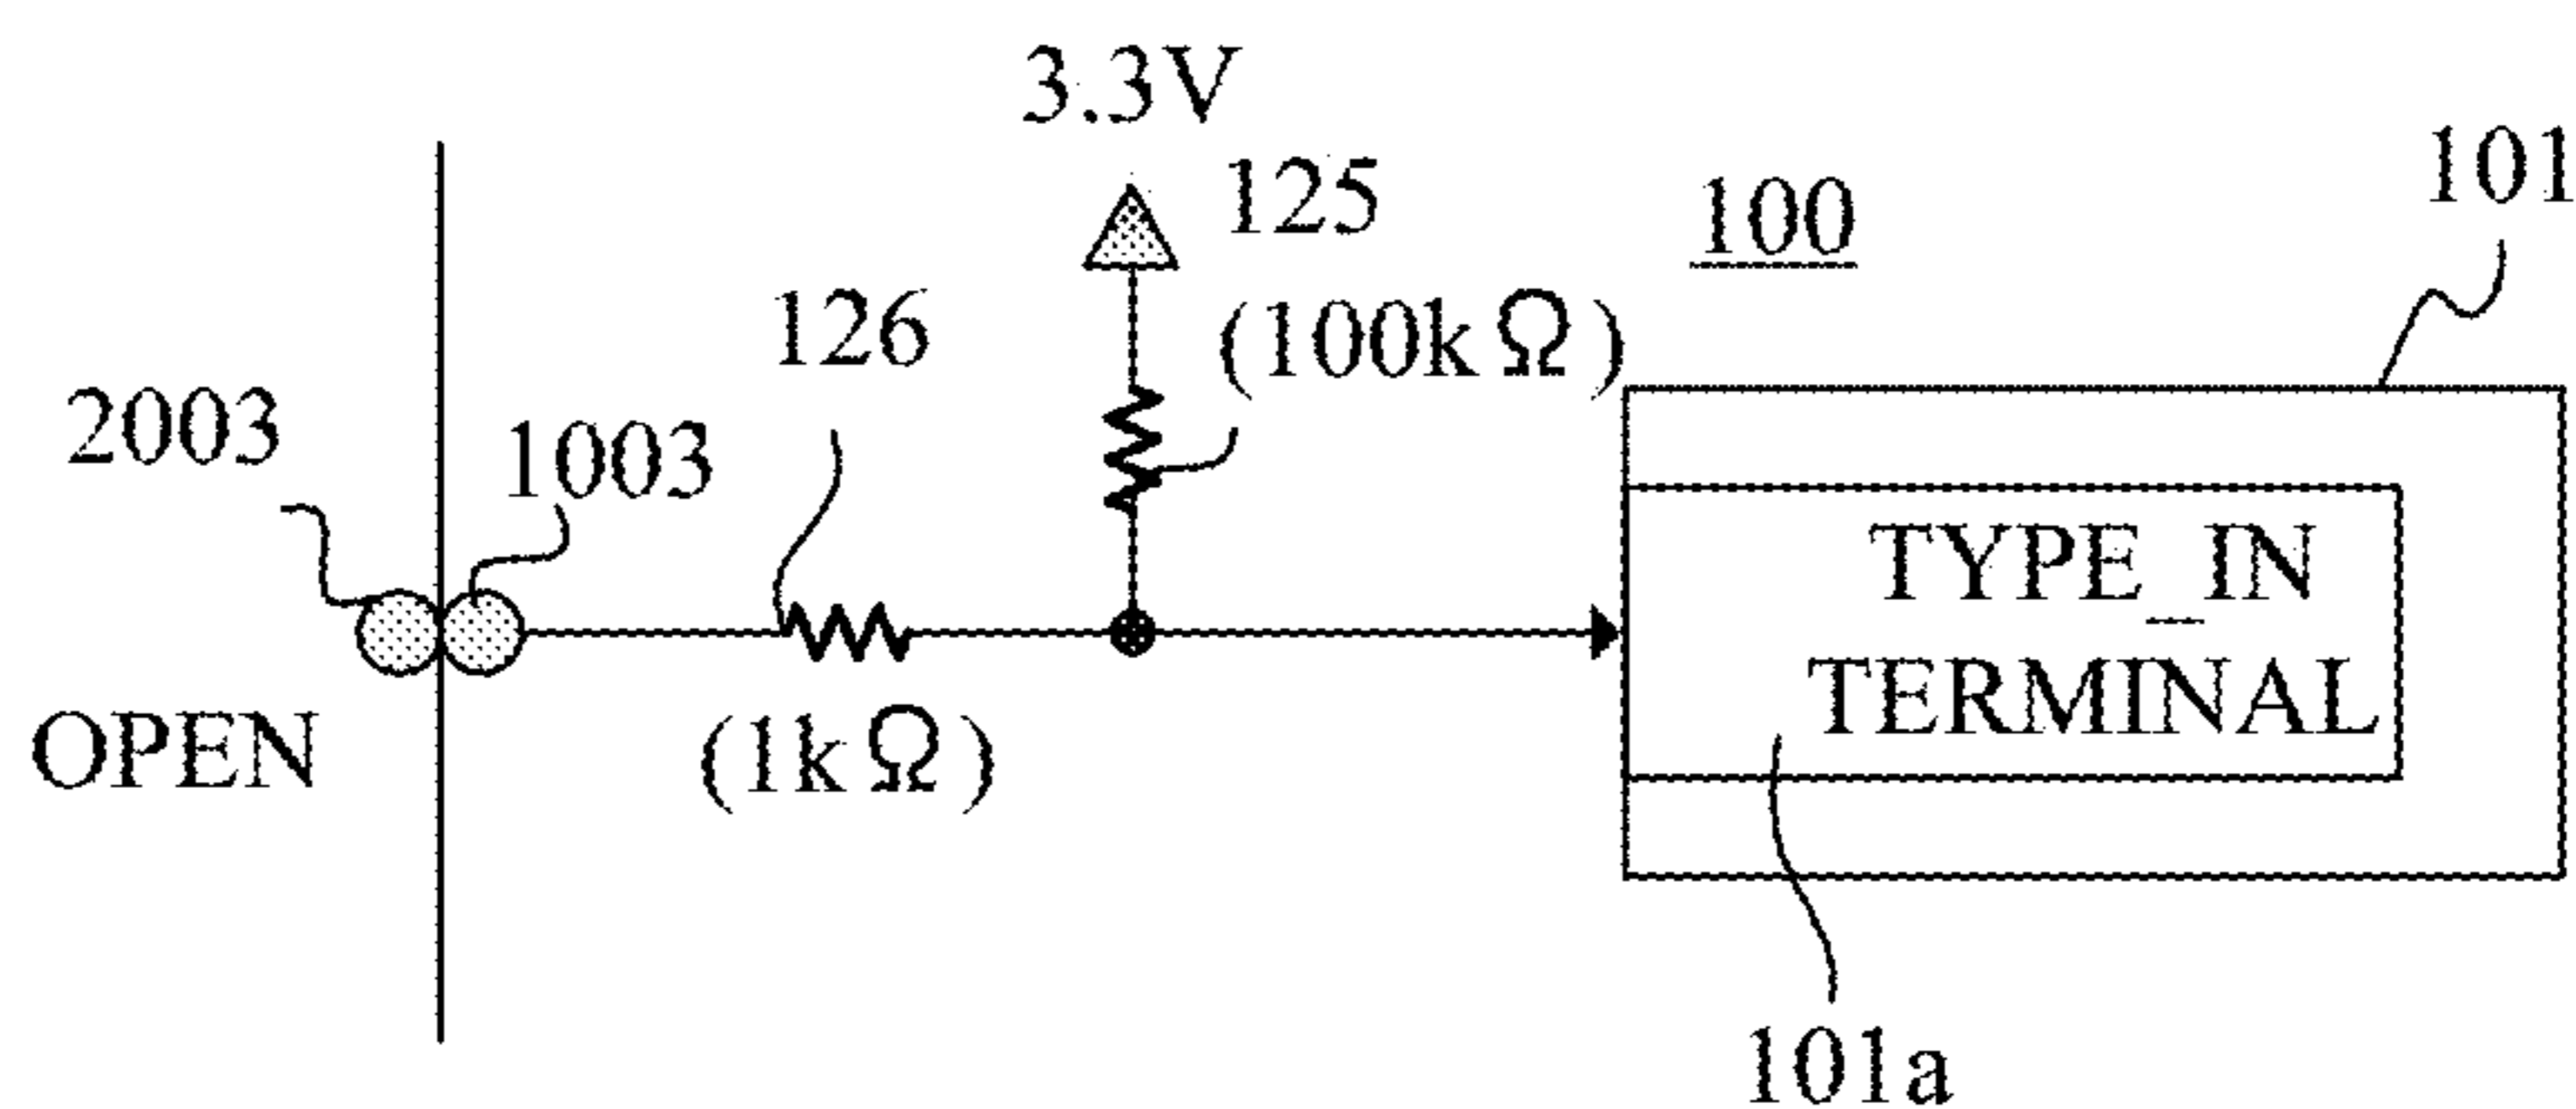 3.3V
125
(100kΩ)
100
101
126
2003
1003
TYPE_IN
TERMINAL
OPEN
(1kΩ)
101a